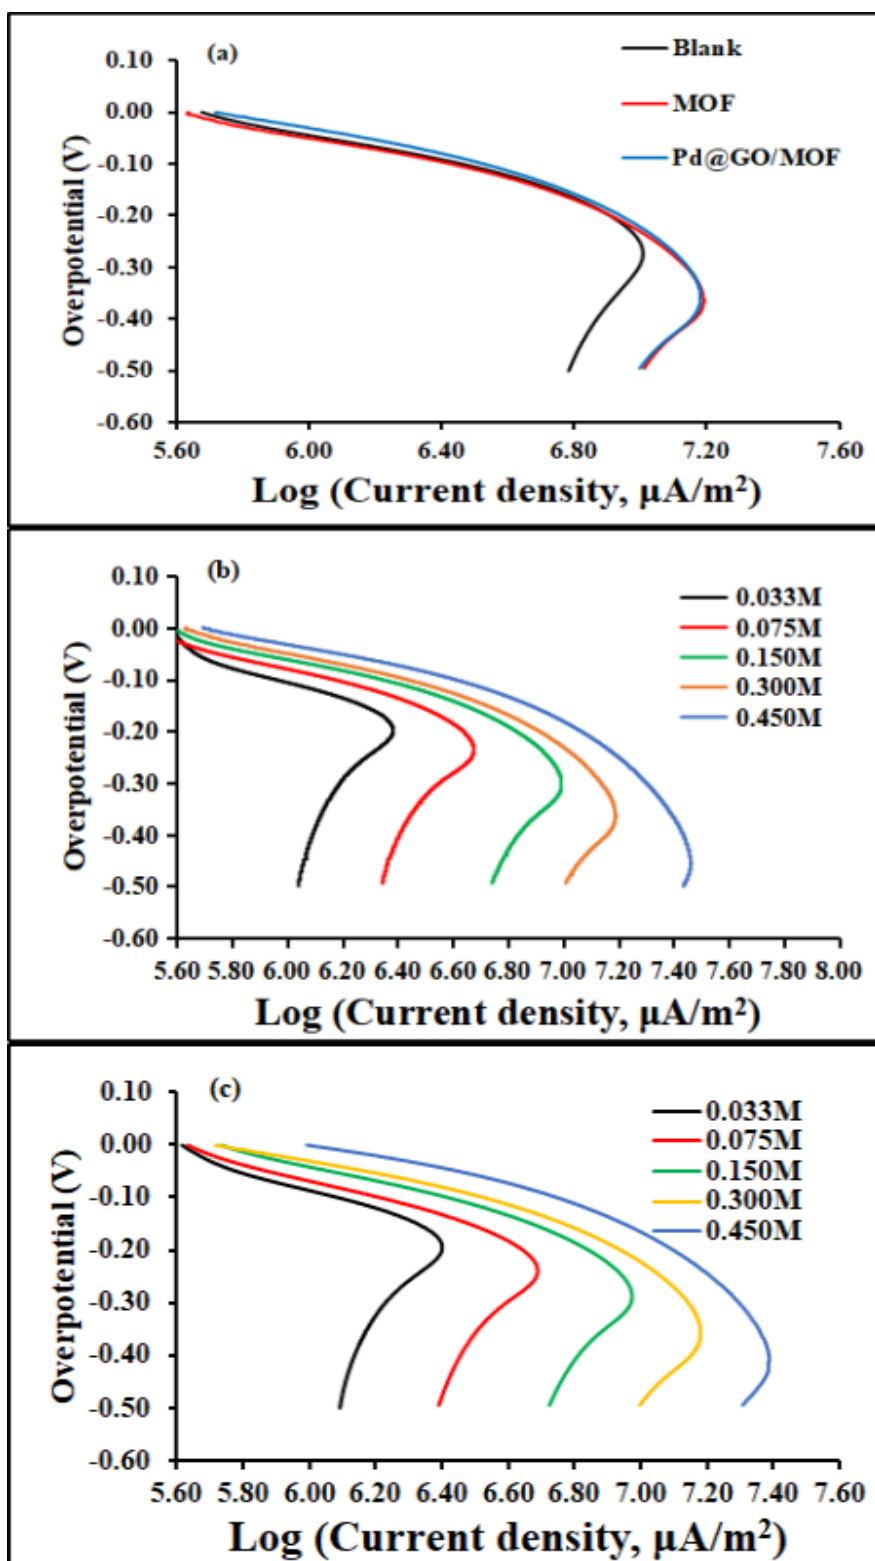 (a)
Blank
MOF
Pd@GO/MOF
Overpotential (V)
0.10
0.00
-0.10
-0.20
-0.30
-0.40
-0.50
-0.60
5.60 6.00 6.40 6.80 7.20 7.60
Log (Current density, µA/m²)
(b)
0.033M
0.075M
0.150M
0.300M
0.450M
Overpotential (V)
0.10
0.00
-0.10
-0.20
-0.30
-0.40
-0.50
-0.60
5.60 5.80 6.00 6.20 6.40 6.60 6.80 7.00 7.20 7.40 7.60 7.80 8.00
Log (Current density, µA/m²)
(c)
0.033M
0.075M
0.150M
0.300M
0.450M
Overpotential (V)
0.10
0.00
-0.10
-0.20
-0.30
-0.40
-0.50
-0.60
5.60 5.80 6.00 6.20 6.40 6.60 6.80 7.00 7.20 7.40 7.60
Log (Current density, µA/m²)